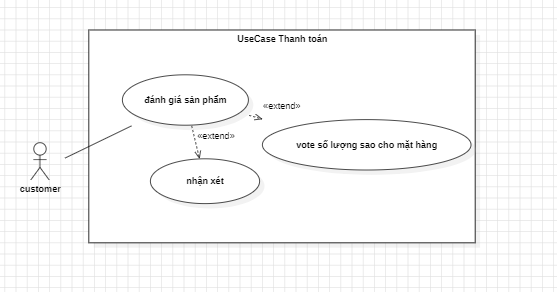 UseCase Thanh toán
đánh giá sản phẩm
«extend»
«extend»
vote số lượng sao cho mặt hàng
nhận xét
customer